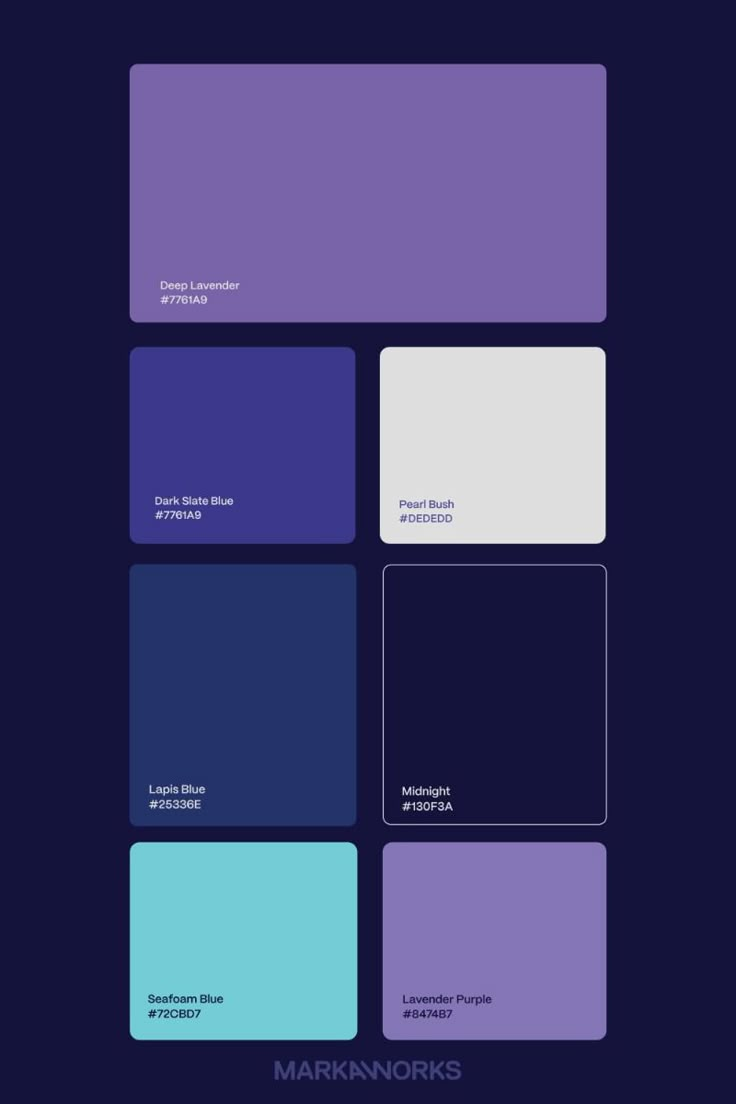 Deep Lavender
#7761A9
Dark Slate Blue
#7761A9
Pearl Bush
#DEDEDD
Lapis Blue
#25336E
Midnight
#130F3A
Seafoam Blue
#72CBD7
Lavender Purple
#8474B7
MARKAWORKS